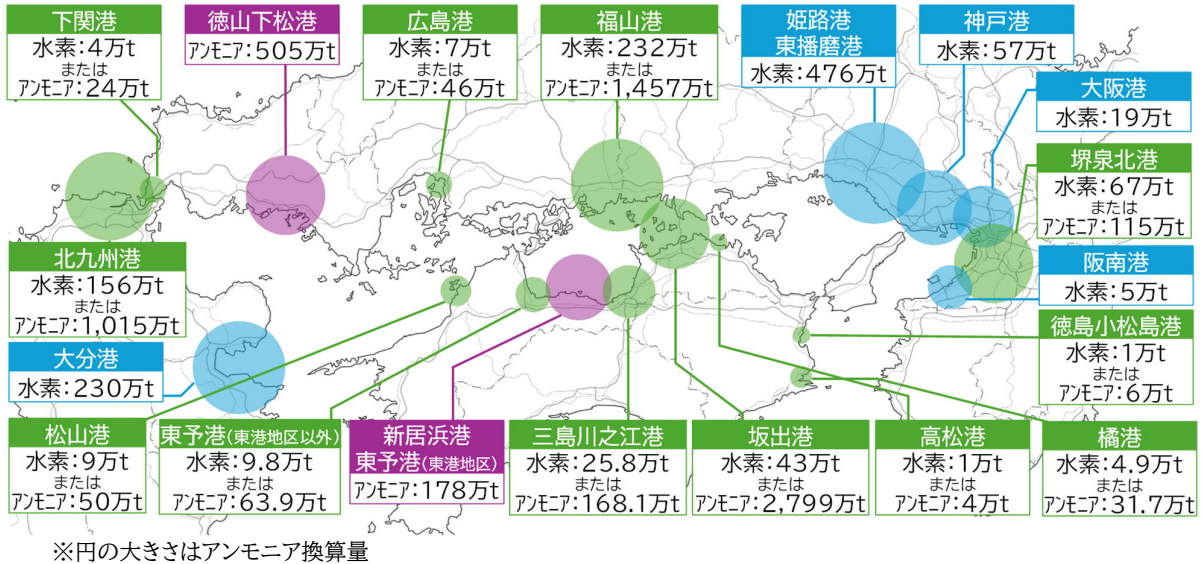 下関港
水素：4万t
または
アンモニア：24万t
徳山下松港
アンモニア：505万t
広島港
水素：7万t
または
アンモニア：46万t
福山港
水素：232万t
または
アンモニア：1,457万t
姫路港
東播磨港
水素：476万t
神戸港
水素：57万t
大阪港
水素：19万t
堺泉北港
水素：67万t
または
アンモニア：115万t
北九州港
水素：156万t
または
アンモニア：1,015万t
阪南港
水素：5万t
大分港
水素：230万t
徳島小松島港
水素：1万t
または
アンモニア：6万t
松山港
水素：9万t
または
アンモニア：50万t
東予港(東港地区以外)
水素：9.8万t
または
アンモニア：63.9万t
新居浜港
東予港(東港地区)
アンモニア：178万t
三島川之江港
水素：25.8万t
または
アンモニア：168.1万t
坂出港
水素：43万t
または
アンモニア：2,799万t
高松港
水素：1万t
または
アンモニア：4万t
橘港
水素：4.9万t
または
アンモニア：31.7万t
※円の大きさはアンモニア換算量